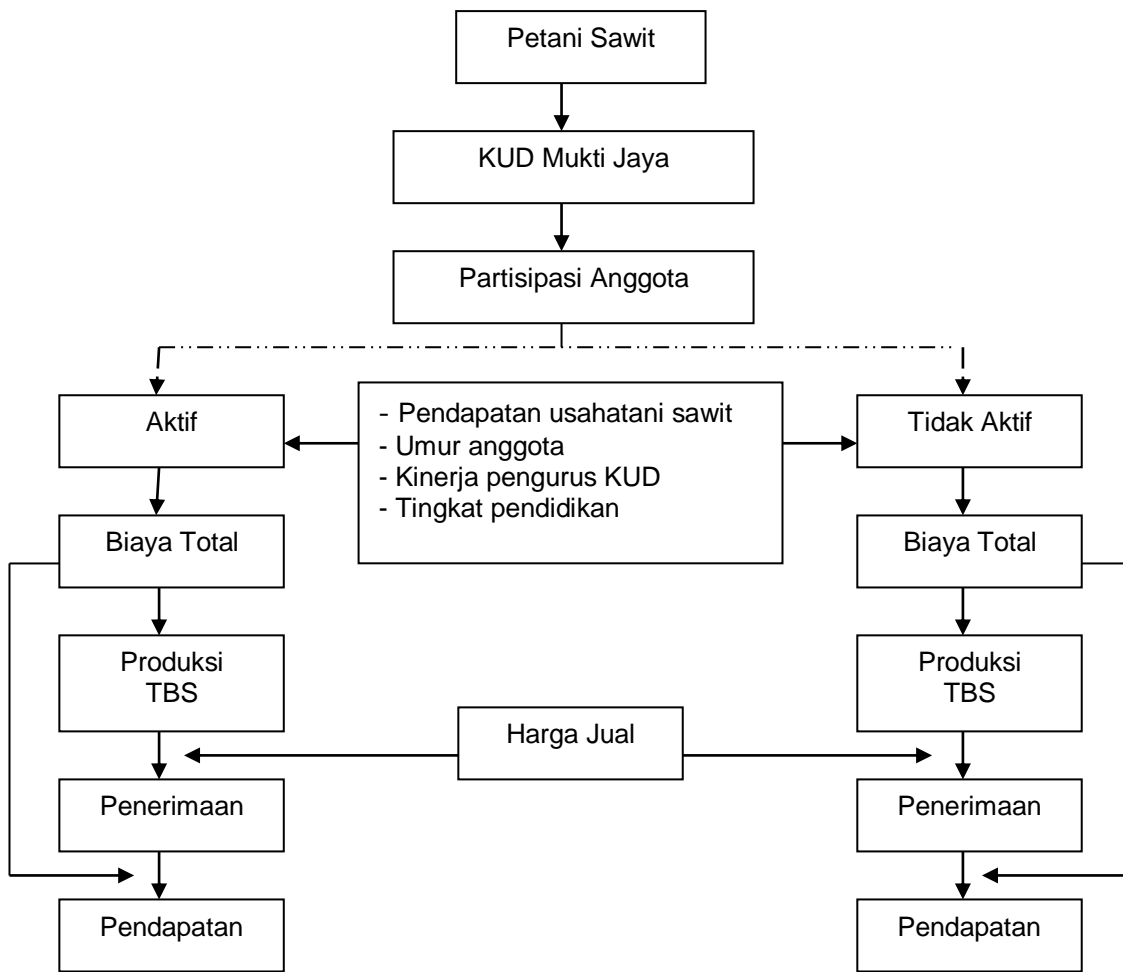 Petani Sawit
KUD Mukti Jaya
Partisipasi Anggota
Aktif
- Pendapatan usahatani sawit
- Umur anggota
- Kinerja pengurus KUD
- Tingkat pendidikan
Tidak Aktif
Biaya Total
Biaya Total
Produksi
TBS
Produksi
TBS
Harga Jual
Penerimaan
Penerimaan
Pendapatan
Pendapatan